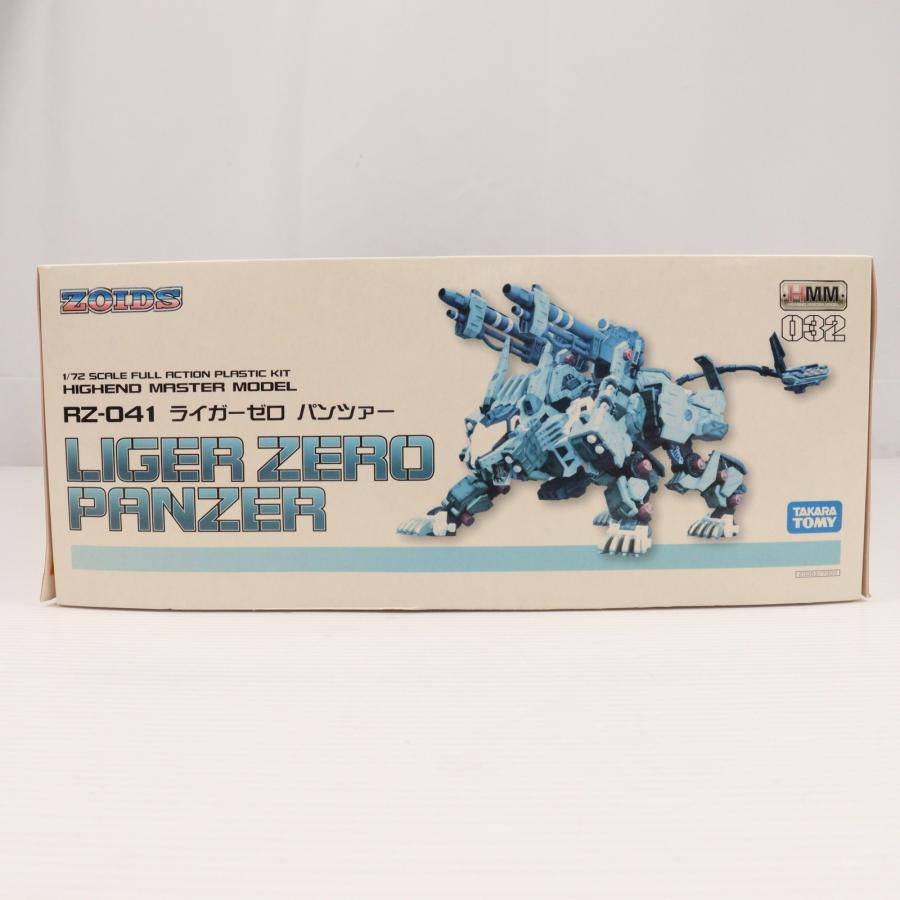 ZOIDS
HMM
032
1/72 SCALE FULL ACTION PLASTIC KIT
HIGHEND MASTER MODEL
RZ-041 ライガーゼロ パンツァー
LIGER ZERO
PANZER
TAKARA
TOMY